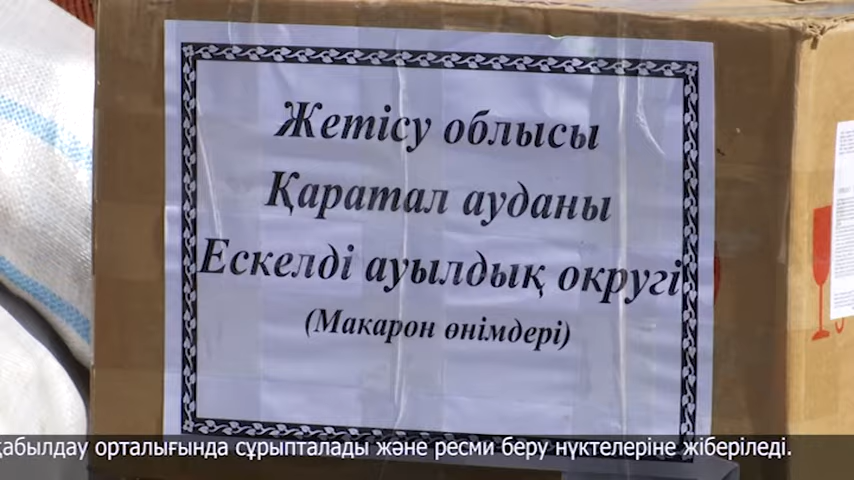 Жетісу облысы
Қаратал ауданы
Ескелді ауылдық округі
(Макарон өнімдері)
қабылдау орталығында сұрыпталады және ресми беру нүктелеріне жіберіледі.